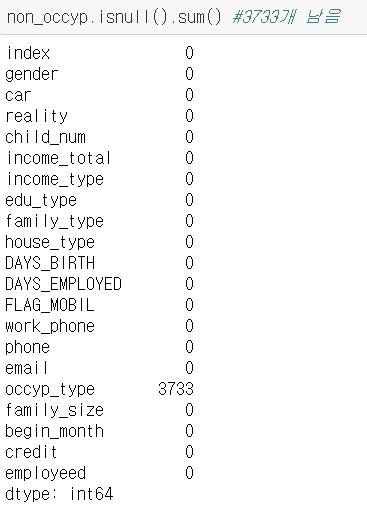 non_occyp.isnull().sum() #3733개 남음
index 0
gender 0
car 0
reality 0
child_num 0
income_total 0
income_type 0
edu_type 0
family_type 0
house_type 0
DAYS_BIRTH 0
DAYS_EMPLOYED 0
FLAG_MOBIL 0
work_phone 0
phone 0
email 0
occyp_type 3733
family_size 0
begin_month 0
credit 0
employeed 0
dtype: int64